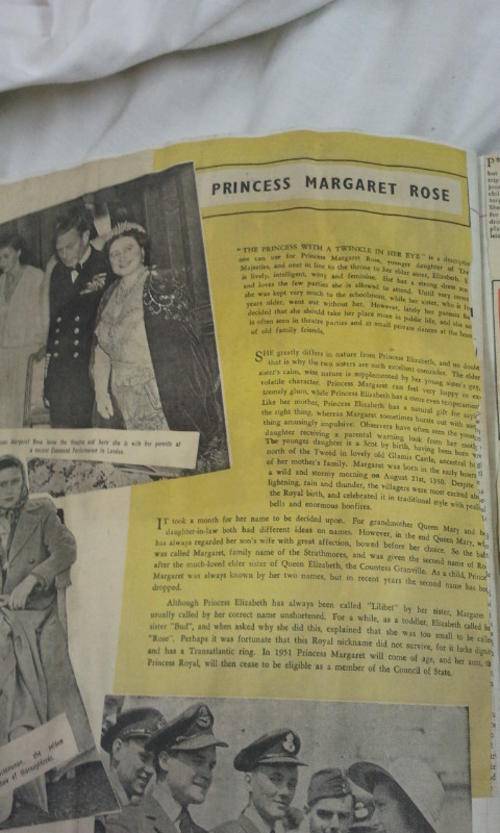 PRINCESS MARGARET ROSE
"THE PRINCESS WITH A TWINKLE IN HER EYE" is a
one can use for Princess Margaret Rose, younger daughter of
Majesties, and next in line to the throne to her elder sister, Elizabeth.
is lively, intelligent, witty and feminine. She has a strong dress
and loves the few parties she is allowed to attend. Until very
she was kept very much to the schoolroom, while her sister, who is
years older, went out without her. However, lately her parents
decided that she should take her place more in public life, and she
is often seen in theatre parties and at small private dances at the
of old family friends.
SHE greatly differs in nature from Princess Elizabeth, and no doubt
that is why the two sisters are such excellent comrades. The elder
sister's calm, wise nature is supplemented by her young sister's gay,
volatile character. Princess Margaret can feel very happy to
tremely glum, while Princess Elizabeth has a more even temperament
Like her mother, Princess Elizabeth has a natural gift for
the right thing, whereas Margaret sometimes bursts out with
thing amusingly impulsive. Observers have often seen the
daughter receiving a parental warning look from her
The youngest daughter is a Scot by birth, having been born
north of the Tweed in lovely old Glamis Castle, ancestral
of her mother's family. Margaret was born in the early hours
a wild and stormy morning on August 21st, 1930. Despite
lightning, rain and thunder, the villagers were most excited
the Royal birth, and celebrated it in traditional style with
bells and enormous bonfires.
IT took a month for her name to be decided upon. For grandmother Queen Mary and
daughter-in-law both had different ideas on names. However, in the end Queen Mary,
has always regarded her son's wife with great affection, bowed before her choice. So the
was called Margaret, family name of the Strathmores, and was given the second name of
after the much-loved elder sister of Queen Elizabeth, the Countess Granville. As a child,
Margaret was always known by her two names, but in recent years the second name has
dropped.
Although Princess Elizabeth has always been called "Lilibet" by her sister, Margaret
usually called by her correct name unshortened. For a while, as a toddler, Elizabeth called
sister "Bud", and when asked why she did this, explained that she was too small to be
"Rose". Perhaps it was fortunate that this Royal nickname did not survive, for it lacks
and has a Transatlantic ring. In 1951 Princess Margaret will come of age, and her aunt,
Princess Royal, will then cease to be eligible as a member of the Council of State.
Margaret Rose loves the theatre and here she is with her parents at
a recent Command Performance in London.